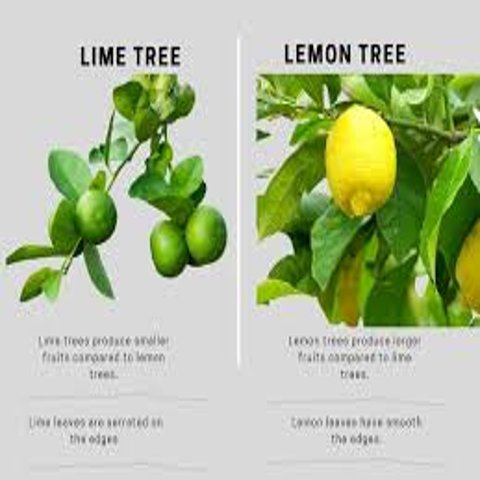 LIME TREE
Lime trees produce smaller
fruits compared to lemon
trees.
Lime leaves are serrated on
the edges
LEMON TREE
Lemon trees produce larger
fruits compared to lime
trees.
Lemon leaves have smooth
the edges.